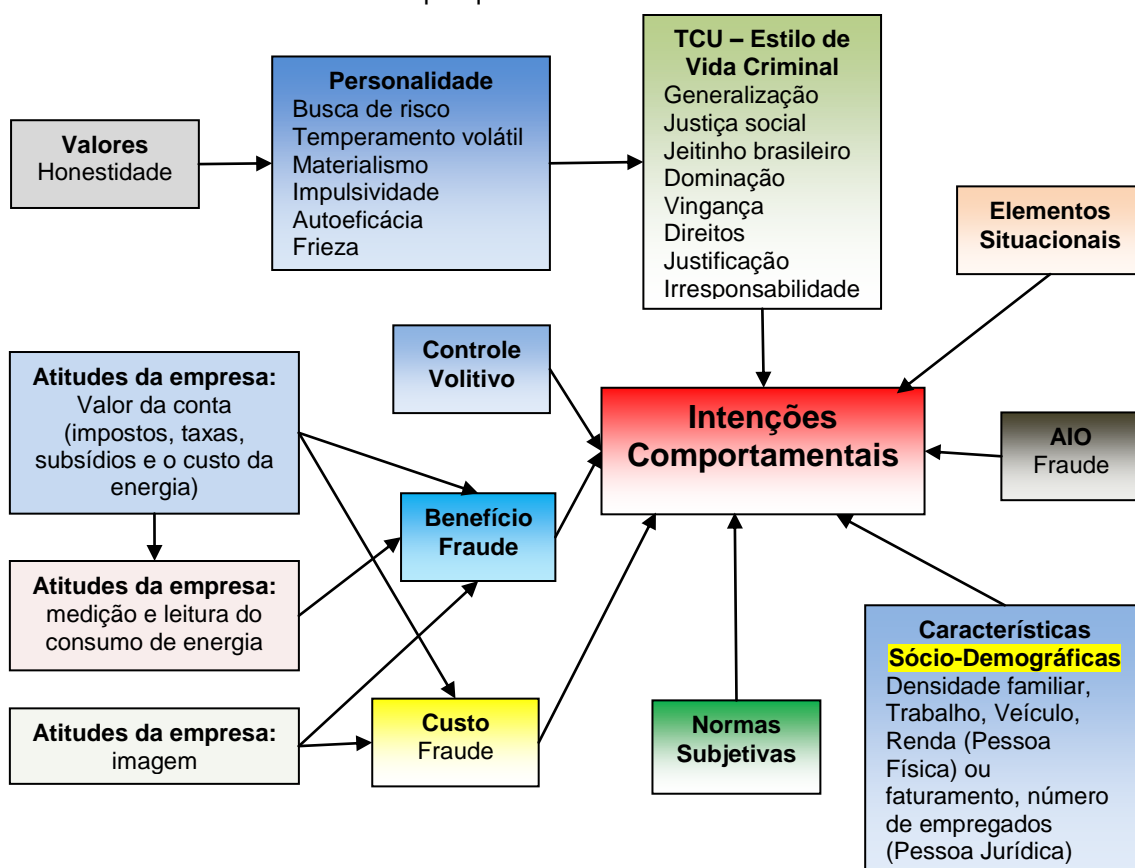 TCU – Estilo de
Vida Criminal
Generalização
Justiça social
Jeitinho brasileiro
Dominação
Vingança
Direitos
Justificação
Irresponsabilidade
Personalidade
Busca de risco
Temperamento volátil
Materialismo
Impulsividade
Autoeficácia
Frieza
Valores
Honestidade
Elementos
Situacionais
Controle
Volitivo
Atitudes da empresa:
Valor da conta
(impostos, taxas,
subsídios e o custo da
energia)
Intenções
Comportamentais
AIO
Fraude
Benefício
Fraude
Atitudes da empresa:
medição e leitura do
consumo de energia
Características
Sócio-Demográficas
Densidade familiar,
Trabalho, Veículo,
Renda (Pessoa
Física) ou
faturamento, número
de empregados
(Pessoa Jurídica)
Atitudes da empresa:
imagem
Custo
Fraude
Normas
Subjetivas